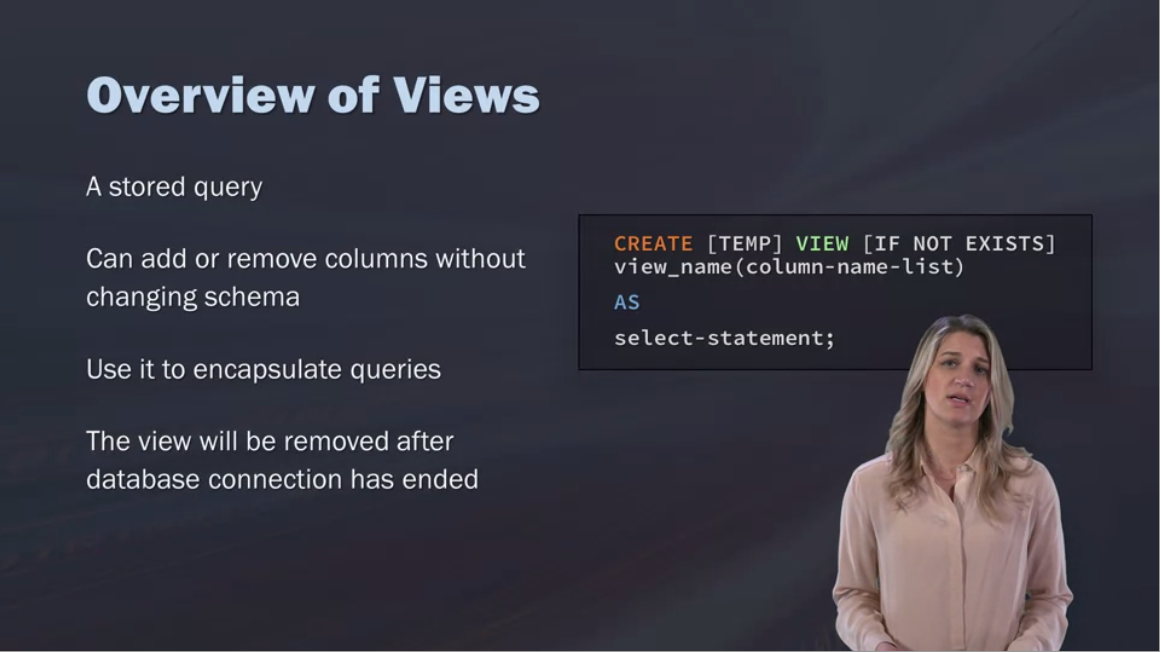 Overview of Views
A stored query
Can add or remove columns without
changing schema
Use it to encapsulate queries
The view will be removed after
database connection has ended
CREATE [TEMP] VIEW [IF NOT EXISTS]
view_name(column-name-list)
AS
select-statement;